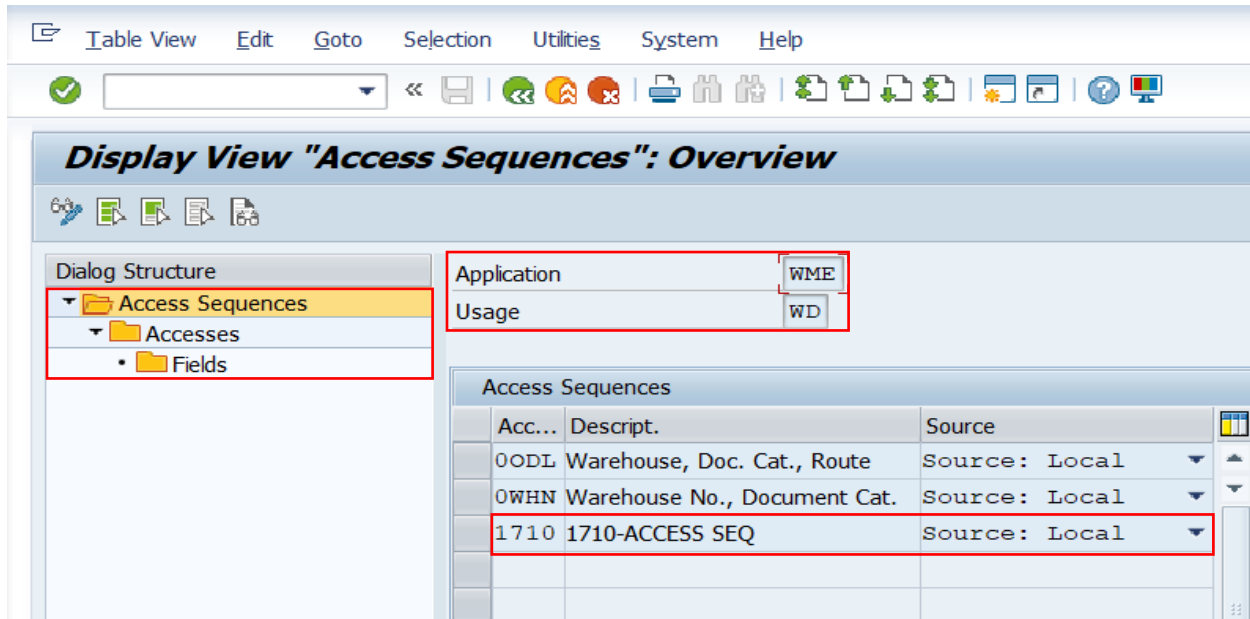 Table View Edit Goto Selection Utilities System Help
Display View "Access Sequences": Overview
Dialog Structure
Access Sequences
Accesses
Fields
Application WME
Usage WD
Access Sequences
Acc... Descript. Source
0ODL Warehouse, Doc. Cat., Route Source: Local
0WHN Warehouse No., Document Cat. Source: Local
1710 1710-ACCESS SEQ Source: Local